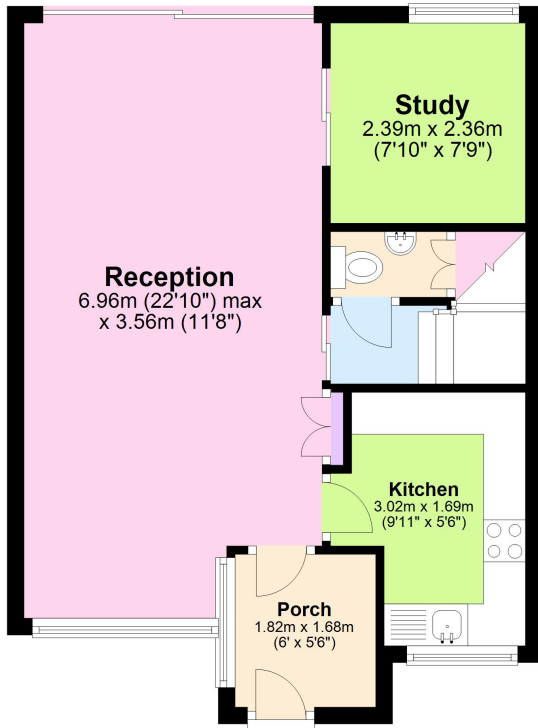 Study
2.39m x 2.36m
(7'10" x 7'9")
Reception
6.96m (22'10") max
x 3.56m (11'8")
Kitchen
3.02m x 1.69m
(9'11" x 5'6")
Porch
1.82m x 1.68m
(6' x 5'6")